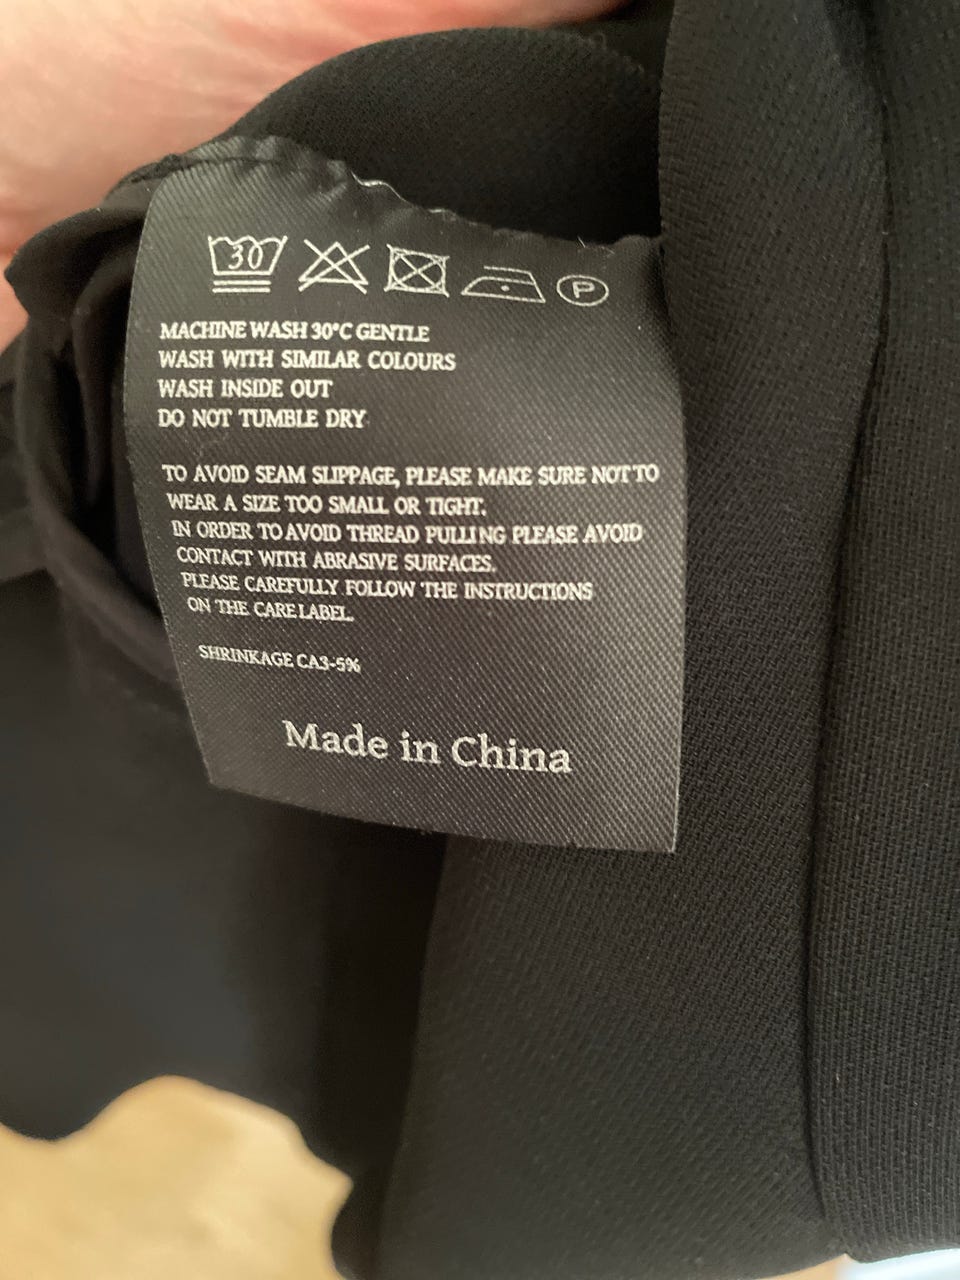 30
P
MACHINE WASH 30°C GENTLE
WASH WITH SIMILAR COLOURS
WASH INSIDE OUT
DO NOT TUMBLE DRY
TO AVOID SEAM SLIPPAGE, PLEASE MAKE SURE NOT TO
WEAR A SIZE TOO SMALL OR TIGHT.
IN ORDER TO AVOID THREAD PULLING PLEASE AVOID
CONTACT WITH ABRASIVE SURFACES.
PLEASE CAREFULLY FOLLOW THE INSTRUCTIONS
ON THE CARE LABEL.
SHRINKAGE CA3-5%
Made in China